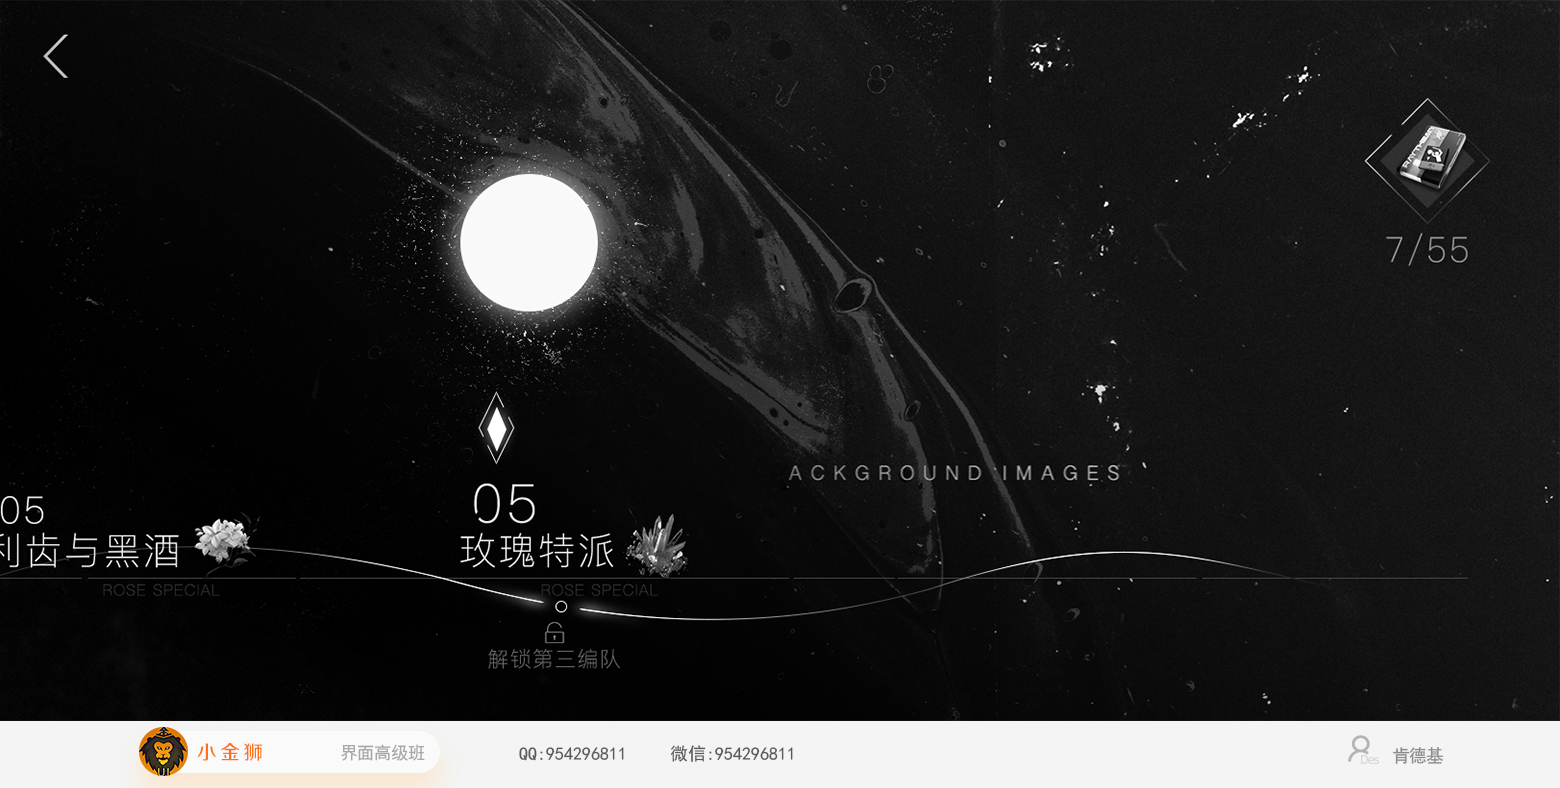 7/55
ACKGROUND IMAGES
05
利齿与黑酒
ROSE SPECIAL
05
玫瑰特派
ROSE SPECIAL
解锁第三编队
小金狮
界面高级班
QQ:954296811
微信:954296811
Des
肯德基